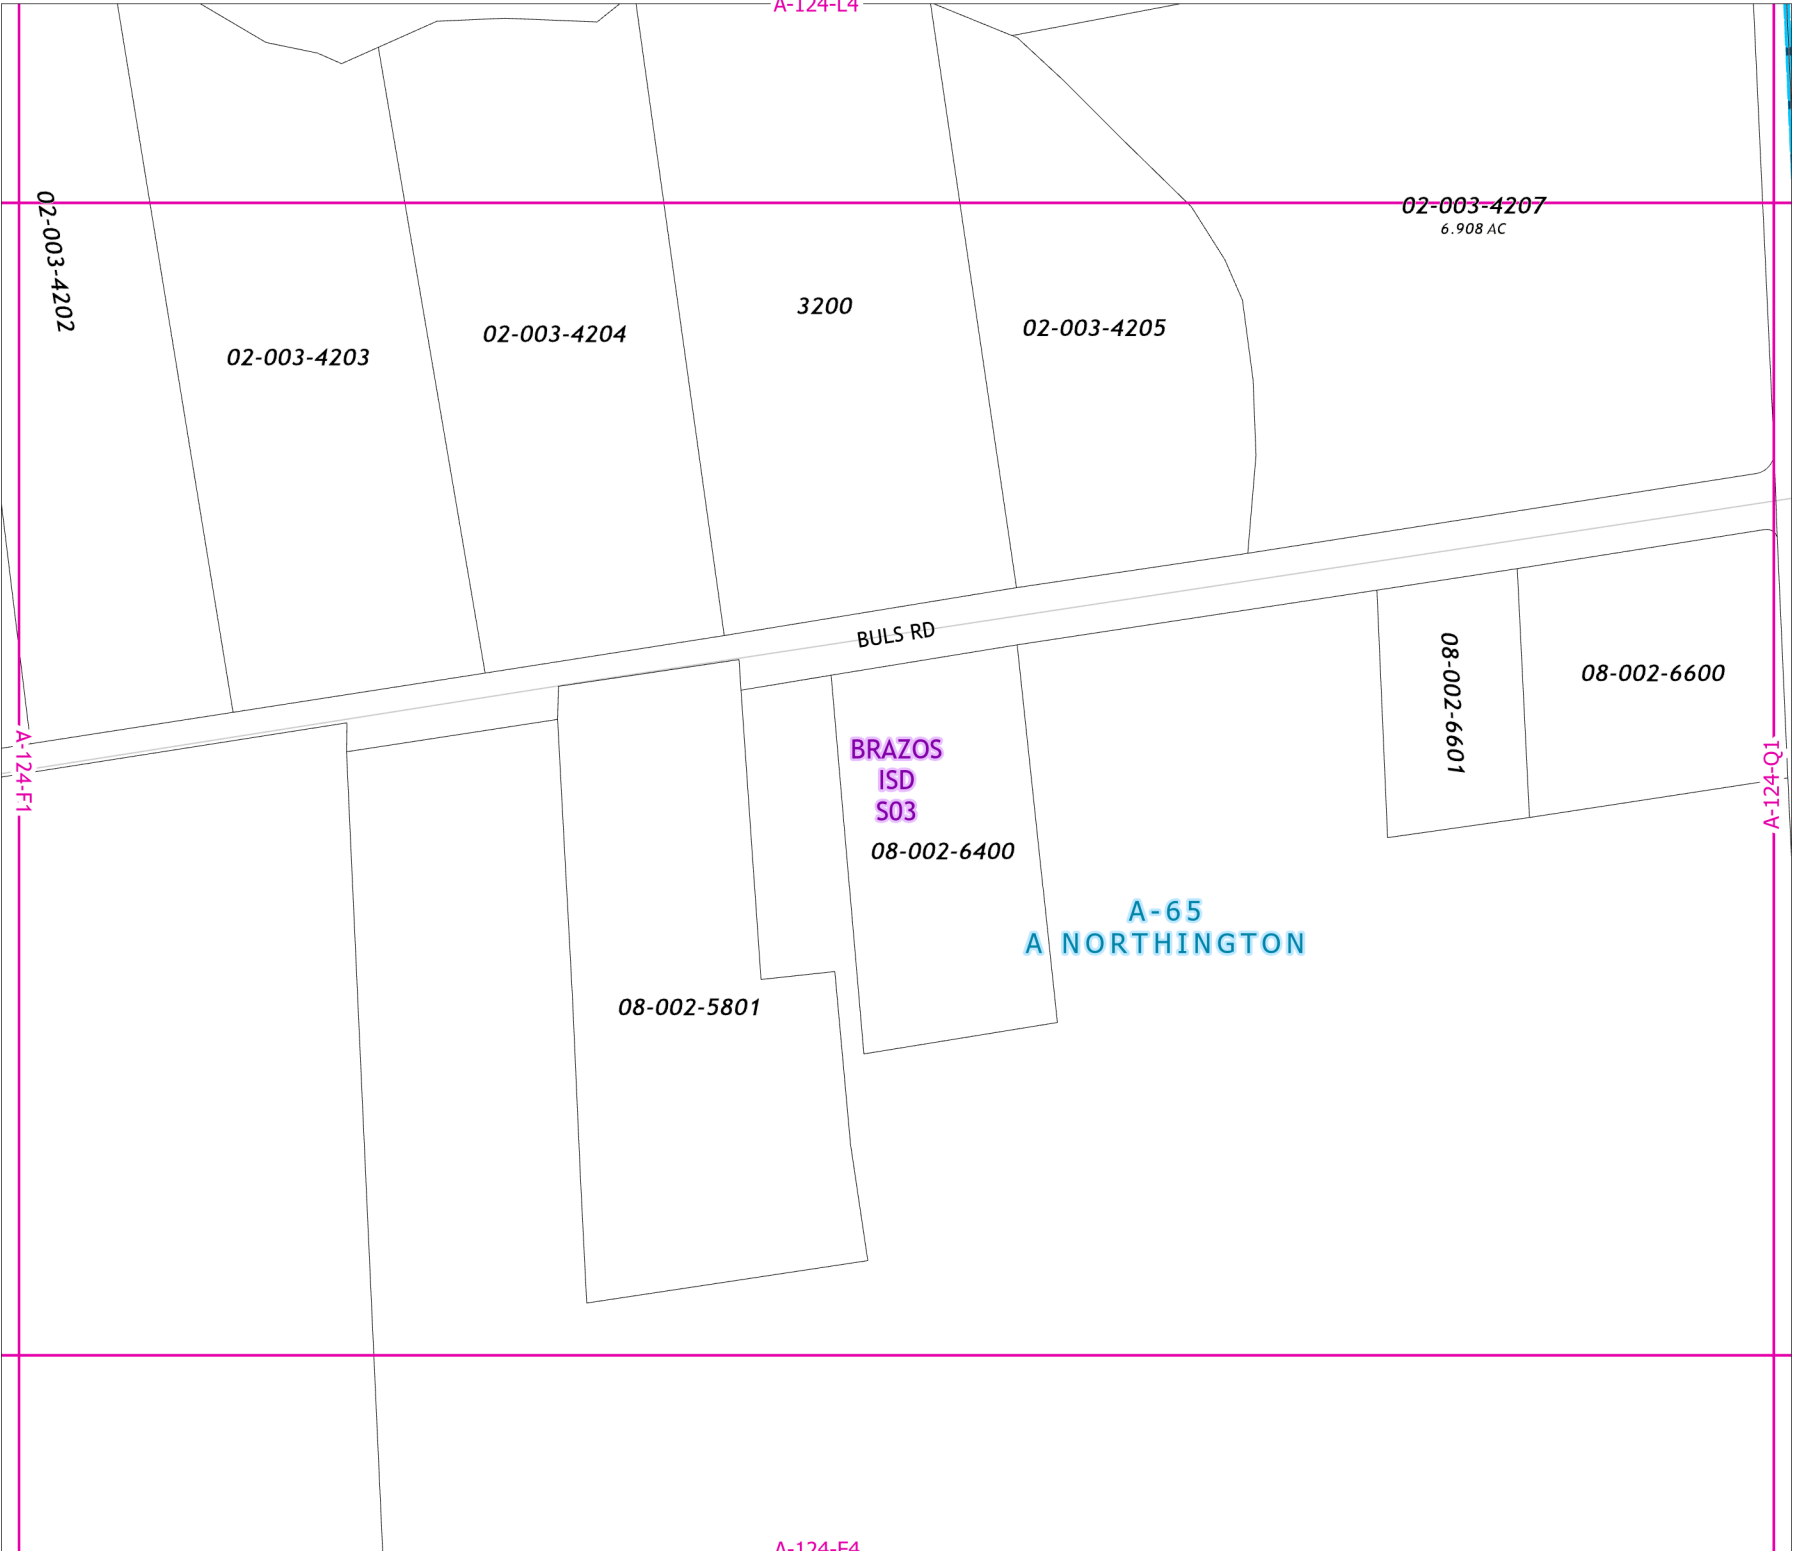 A-124-L4
02-003-4202
02-003-4207
6.908 AC
3200
02-003-4205
02-003-4204
02-003-4203
BULS RD
08-002-6601
08-002-6600
A-124-F1
BRAZOS
ISD
S03
A-124-Q1
08-002-6400
A-65
A NORTHINGTON
08-002-5801
A-124-F4